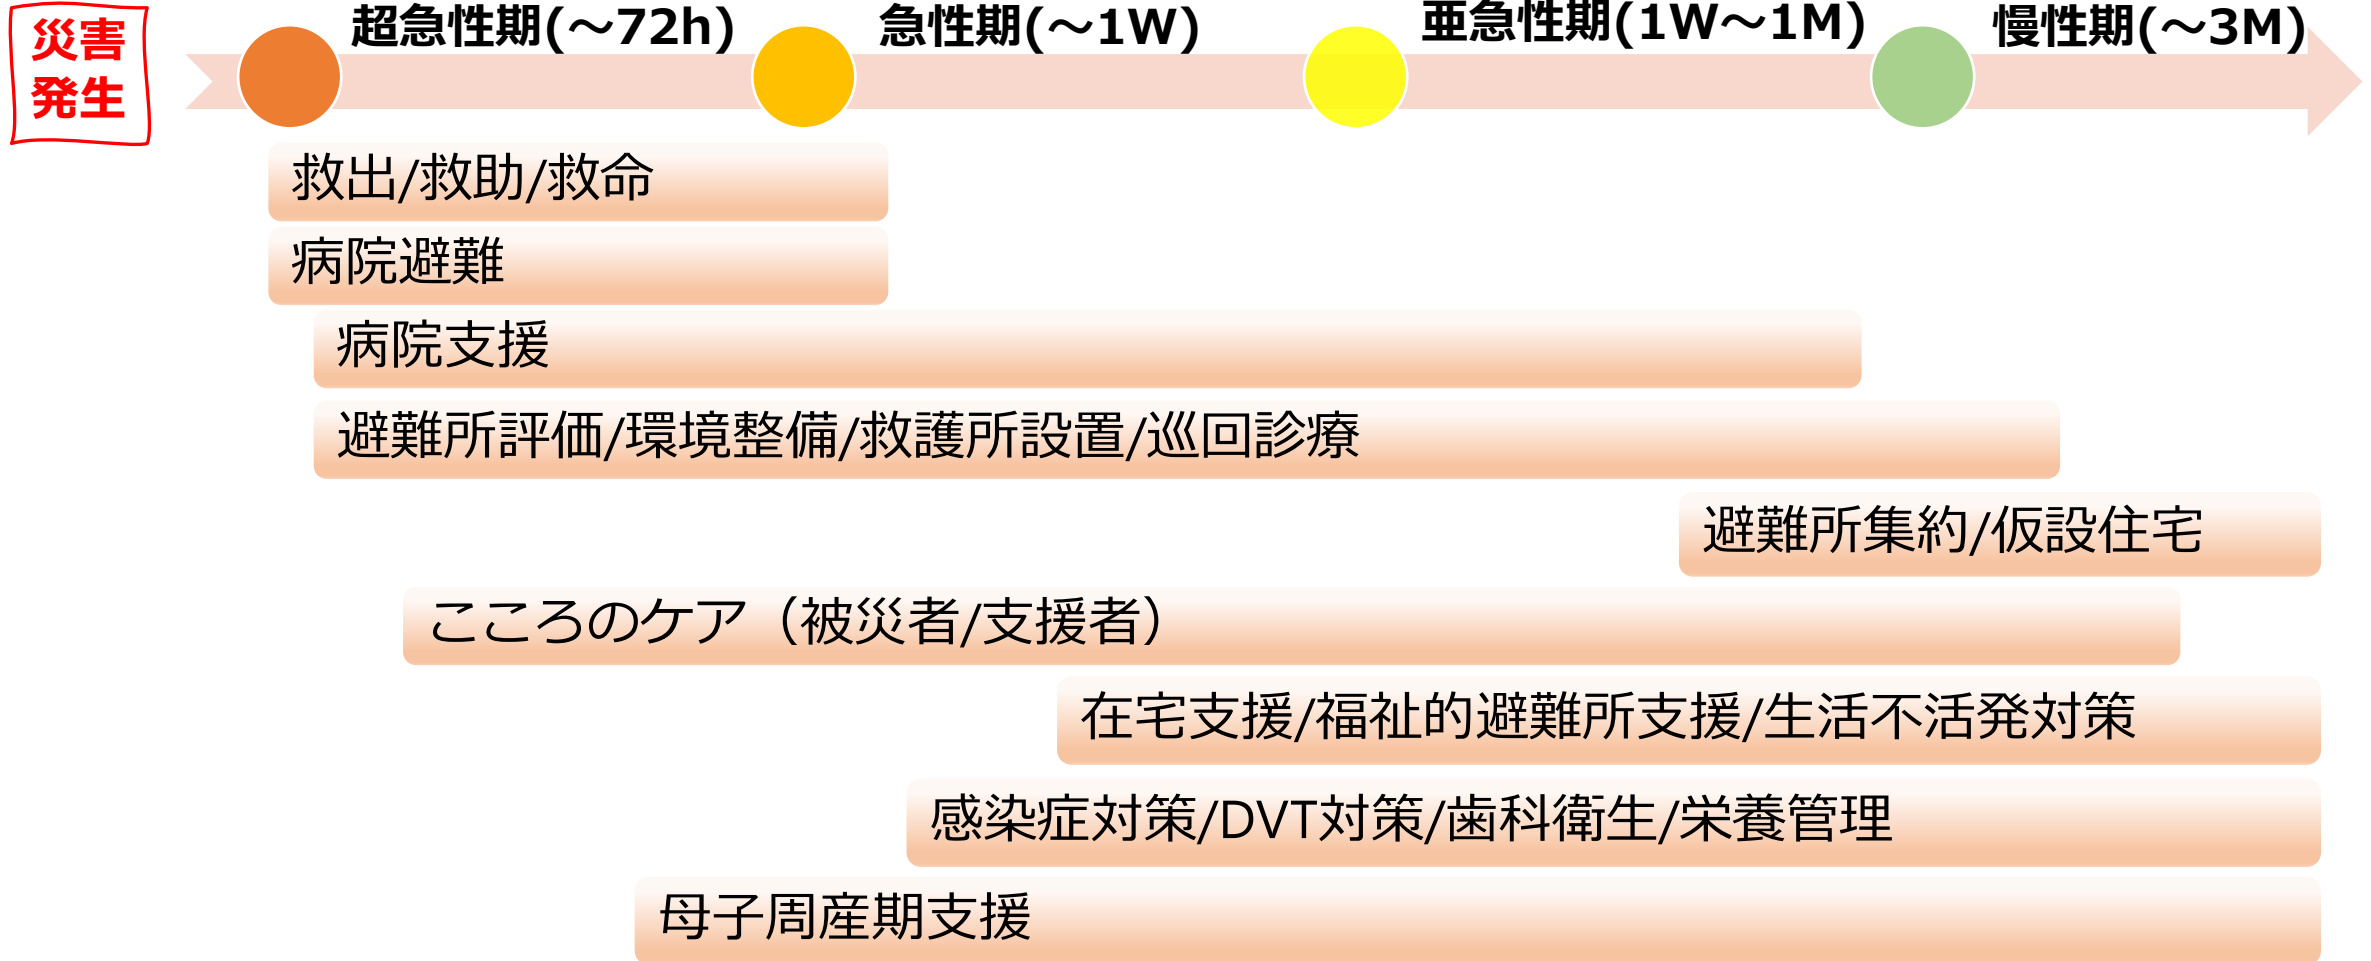 災害
発生
超急性期(～72h)
急性期(～1W)
亜急性期(1W～1M)
慢性期(～3M)
救出/救助/救命
病院避難
病院支援
避難所評価/環境整備/救護所設置/巡回診療
避難所集約/仮設住宅
こころのケア（被災者/支援者）
在宅支援/福祉的避難所支援/生活不活発対策
感染症対策/DVT対策/歯科衛生/栄養管理
母子周産期支援